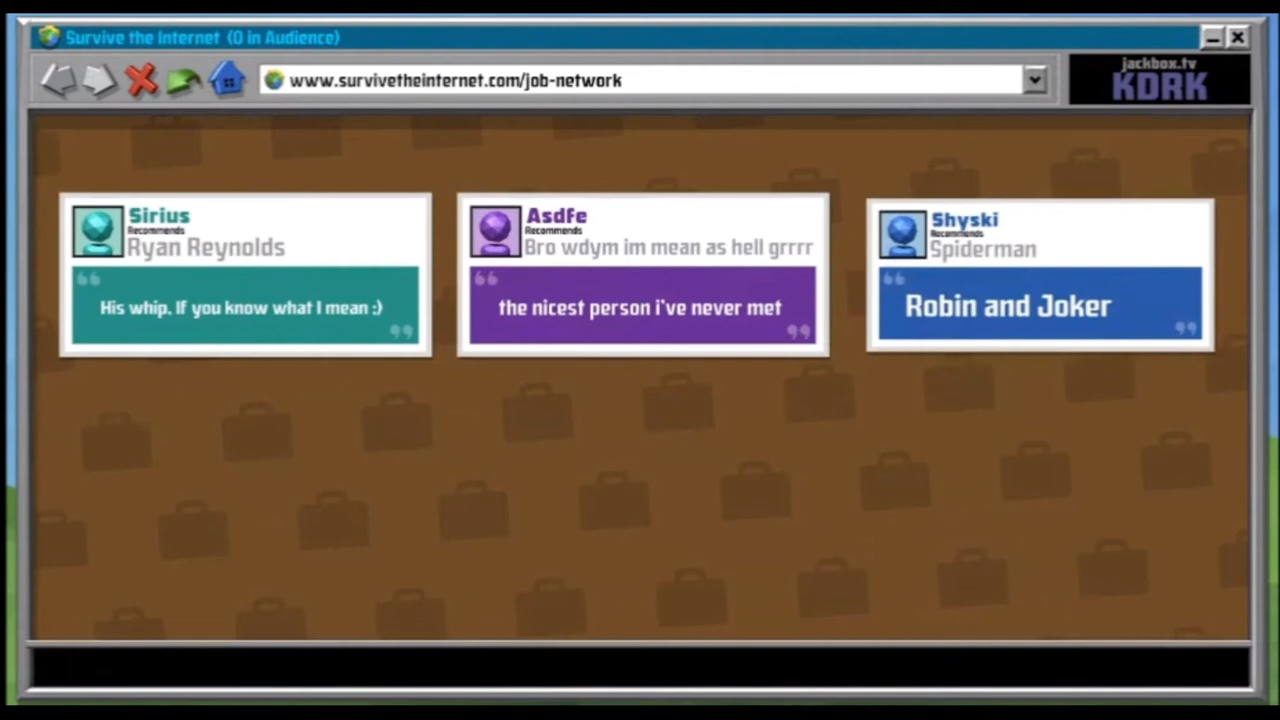 Survive the Internet (0 in Audience)
www.survivetheinternet.com/job-network
jackbox.tv
KDRK
Sirius
Recommends
Ryan Reynolds
His whip. If you know what I mean :)
Asdfe
Recommends
Bro wdym im mean as hell grrrr
the nicest person i've never met
Shyski
Recommends
Spiderman
Robin and Joker